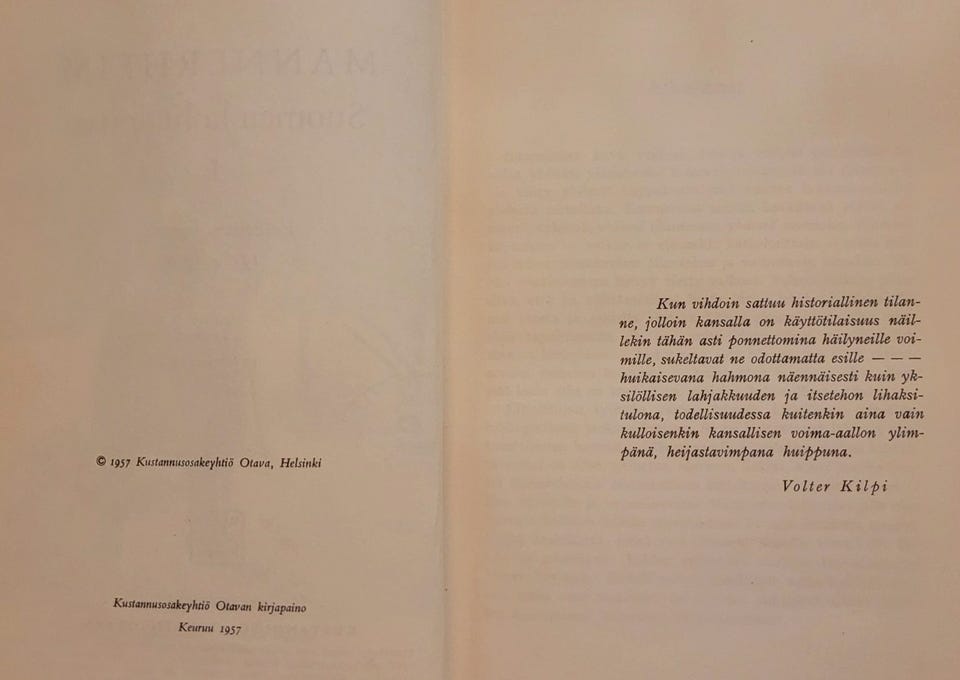 © 1957 Kustannusosakeyhtiö Otava, Helsinki
Kustannusosakeyhtiö Otavan kirjapaino
Keuruu 1957
Kun vihdoin sattuu historiallinen tilan-
ne, jolloin kansalla on käyttötilaisuus näil-
lekin tähän asti ponnettomina häilyneille voi-
mille, sukeltavat ne odottamatta esille — — —
huikaisevana hahmona näennäisesti kuin yk-
silöllisen lahjakkuuden ja itsetehon lihaksi-
tulona, todellisuudessa kuitenkin aina vain
kulloisenkin kansallisen voima-aallon ylim-
pänä, heijastavimpana huippuna.
Volter Kilpi